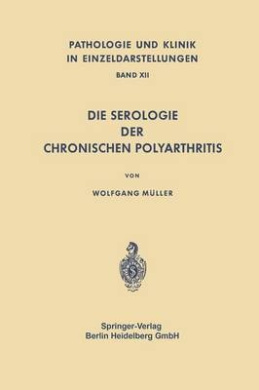 PATHOLOGIE UND KLINIK
IN EINZELDARSTELLUNGEN
BAND XII
DIE SEROLOGIE
DER
CHRONISCHEN POLYARTHRITIS
VON
WOLFGANG MÜLLER
Springer-Verlag
Berlin Heidelberg GmbH